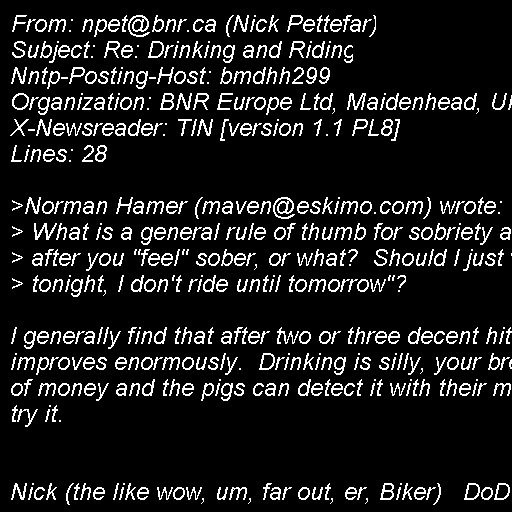 From: npet@bnr.ca (Nick Pettefar)
Subject: Re: Drinking and Riding
Nntp-Posting-Host: bmdhh299
Organization: BNR Europe Ltd, Maidenhead,
X-Newsreader: TIN [version 1.1 PL8]
Lines: 28

>Norman Hamer (maven@eskimo.com) wrote:
> What is a general rule of thumb for sobriety
> after you "feel" sober, or what?  Should I just
> tonight, I don't ride until tomorrow"?

I generally find that after two or three decent
improves enormously.  Drinking is silly, your
of money and the pigs can detect it with their
try it.

Nick (the like wow, um, far out, er, Biker)   DoD